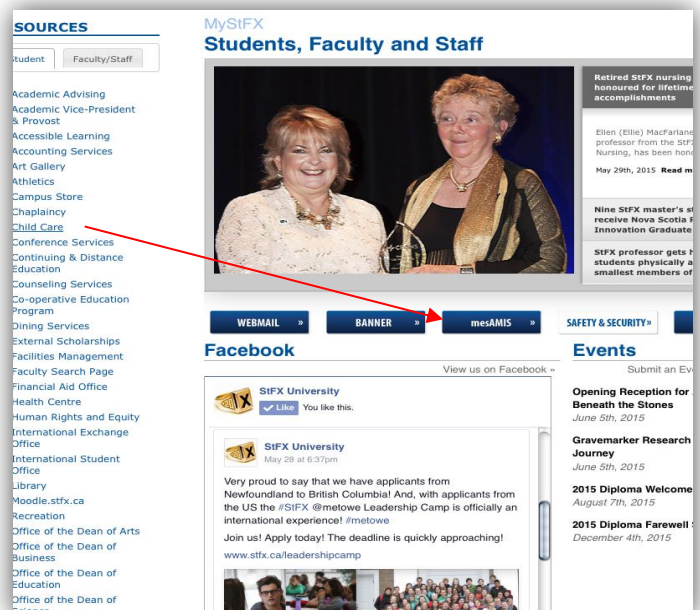 SOURCES
Student
Faculty/Staff
Academic Advising
Academic Vice-President
& Provost
Accessible Learning
Accounting Services
Art Gallery
Athletics
Campus Store
Chaplaincy
Child Care
Conference Services
Continuing & Distance
Education
Counseling Services
Co-operative Education
Program
Dining Services
External Scholarships
Facilities Management
Faculty Search Page
Financial Aid Office
Health Centre
Human Rights and Equity
International Exchange
Office
International Student
Office
Library
Moodle.stfx.ca
Recreation
Office of the Dean of Arts
Office of the Dean of
Business
Office of the Dean of
Education
Office of the Dean of
MyStFX
Students, Faculty and Staff
Retired StFX nursing
honoured for lifetime
accomplishments
Ellen (Ellie) MacFarlane
professor from the StFX
Nursing, has been hono
May 29th, 2015 Read m
Nine StFX master's st
receive Nova Scotia R
Innovation Graduate
StFX professor gets h
students physically a
smallest members of
WEBMAIL »
BANNER »
mesAMIS »
SAFETY & SECURITY»
Facebook
View us on Facebook »
StFX University
Like You like this.
StFX University
May 28 at 6:37pm
Very proud to say that we have applicants from
Newfoundland to British Columbia! And, with applicants from
the US the #StFX @metowe Leadership Camp is officially an
international experience! #metowe
Join us! Apply today! The deadline is quickly approaching!
www.stfx.ca/leadershipcamp
Events
Submit an Eve
Opening Reception for
Beneath the Stones
June 5th, 2015
Gravemarker Research
Journey
June 5th, 2015
2015 Diploma Welcome
August 7th, 2015
2015 Diploma Farewell
December 4th, 2015